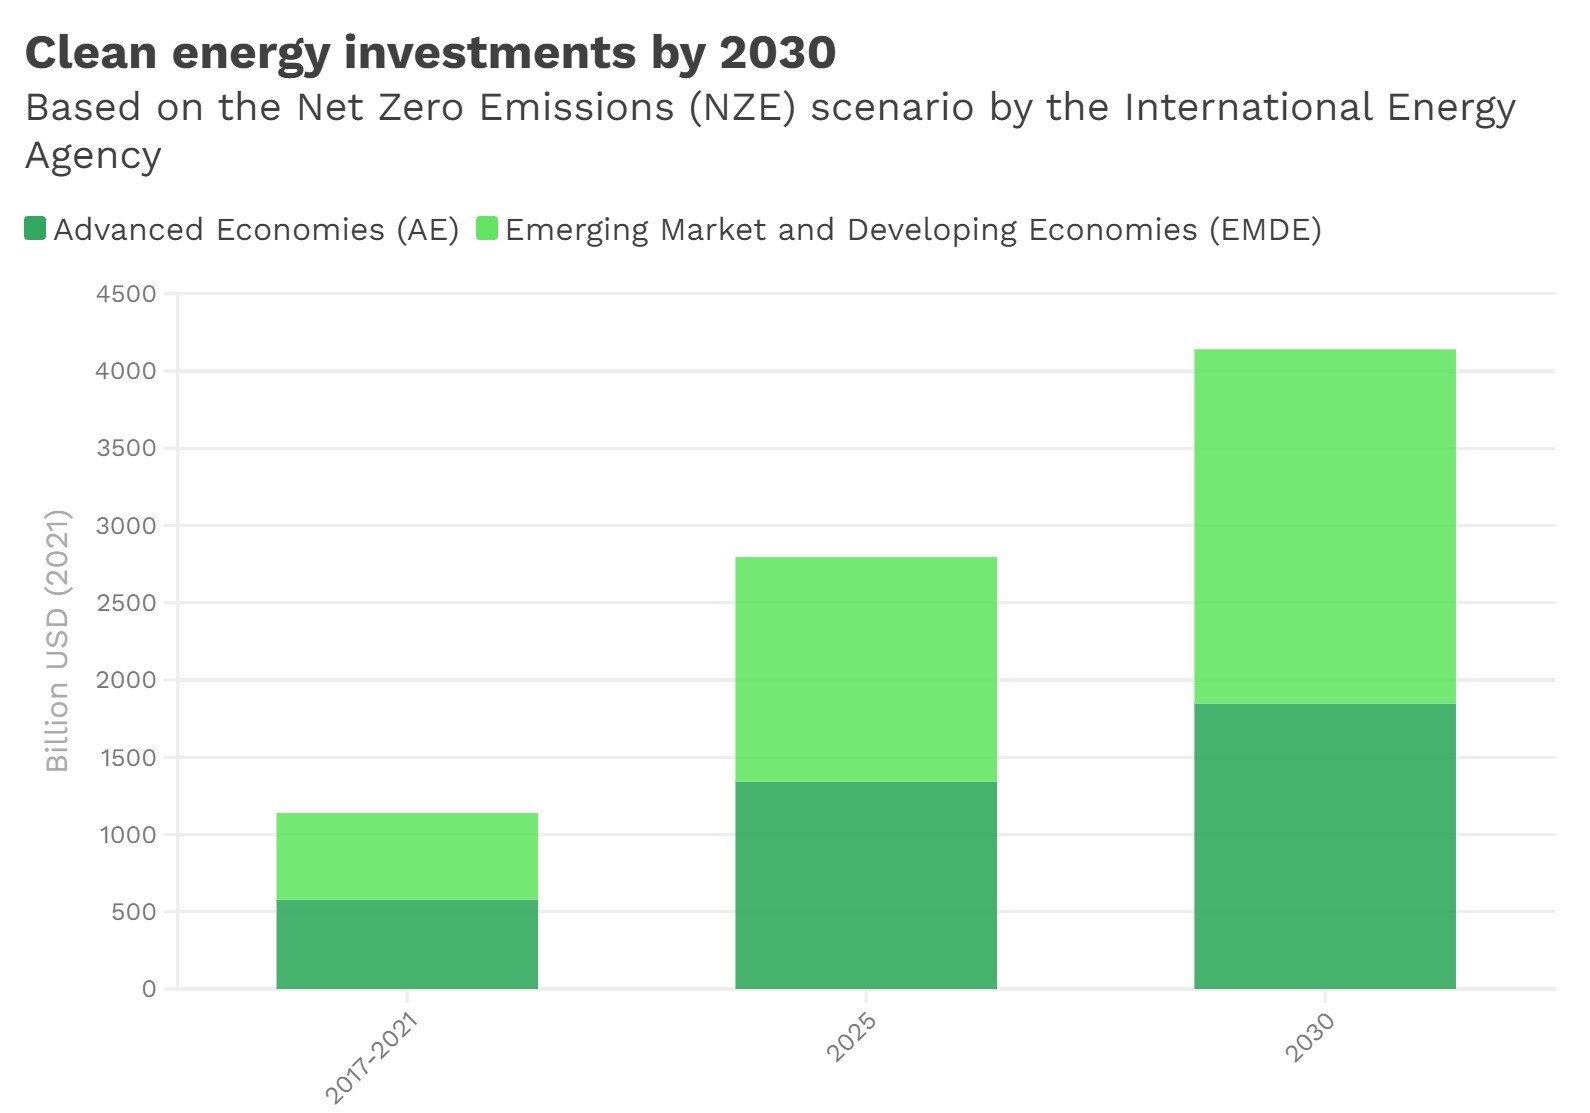 Clean energy investments by 2030
Based on the Net Zero Emissions (NZE) scenario by the International Energy
Agency
Advanced Economies (AE) Emerging Market and Developing Economies (EMDE)
4500
4000
3500
3000
2500
2000
1500
1000
500
0
Billion USD (2021)
2017-2021 2025 2030